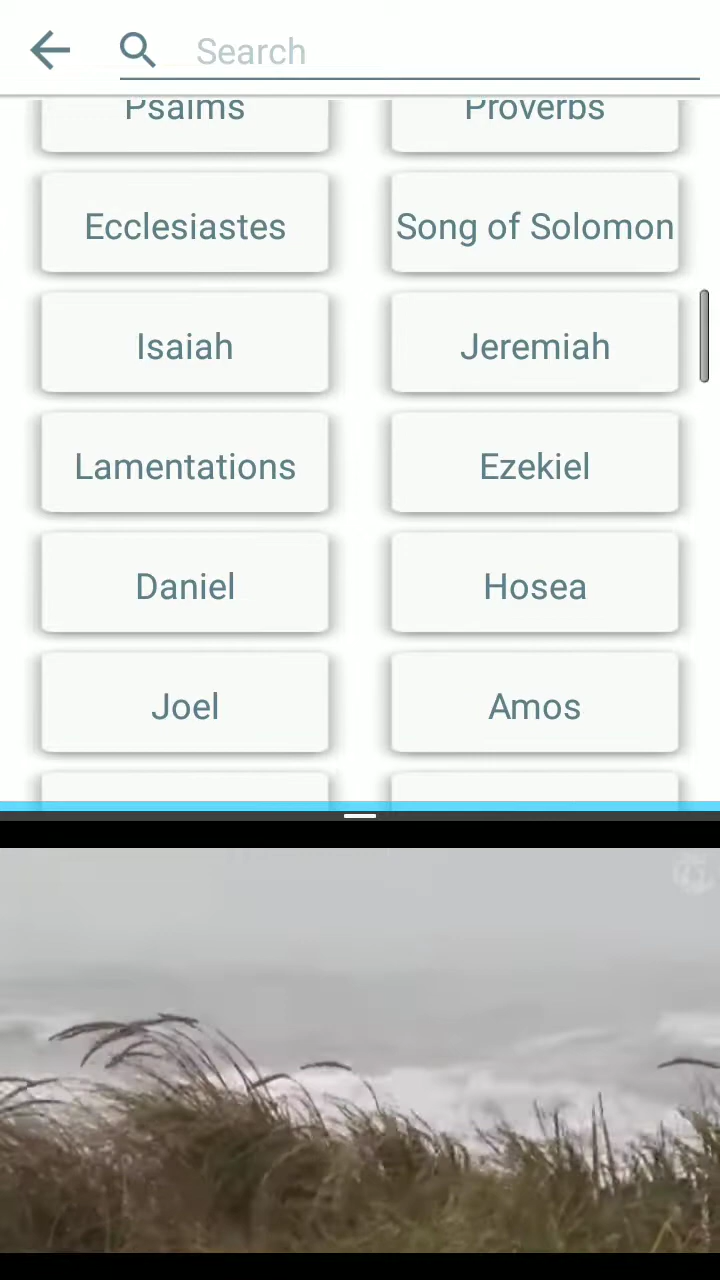 Search
Psalms
Proverbs
Ecclesiastes
Song of Solomon
Isaiah
Jeremiah
Lamentations
Ezekiel
Daniel
Hosea
Joel
Amos